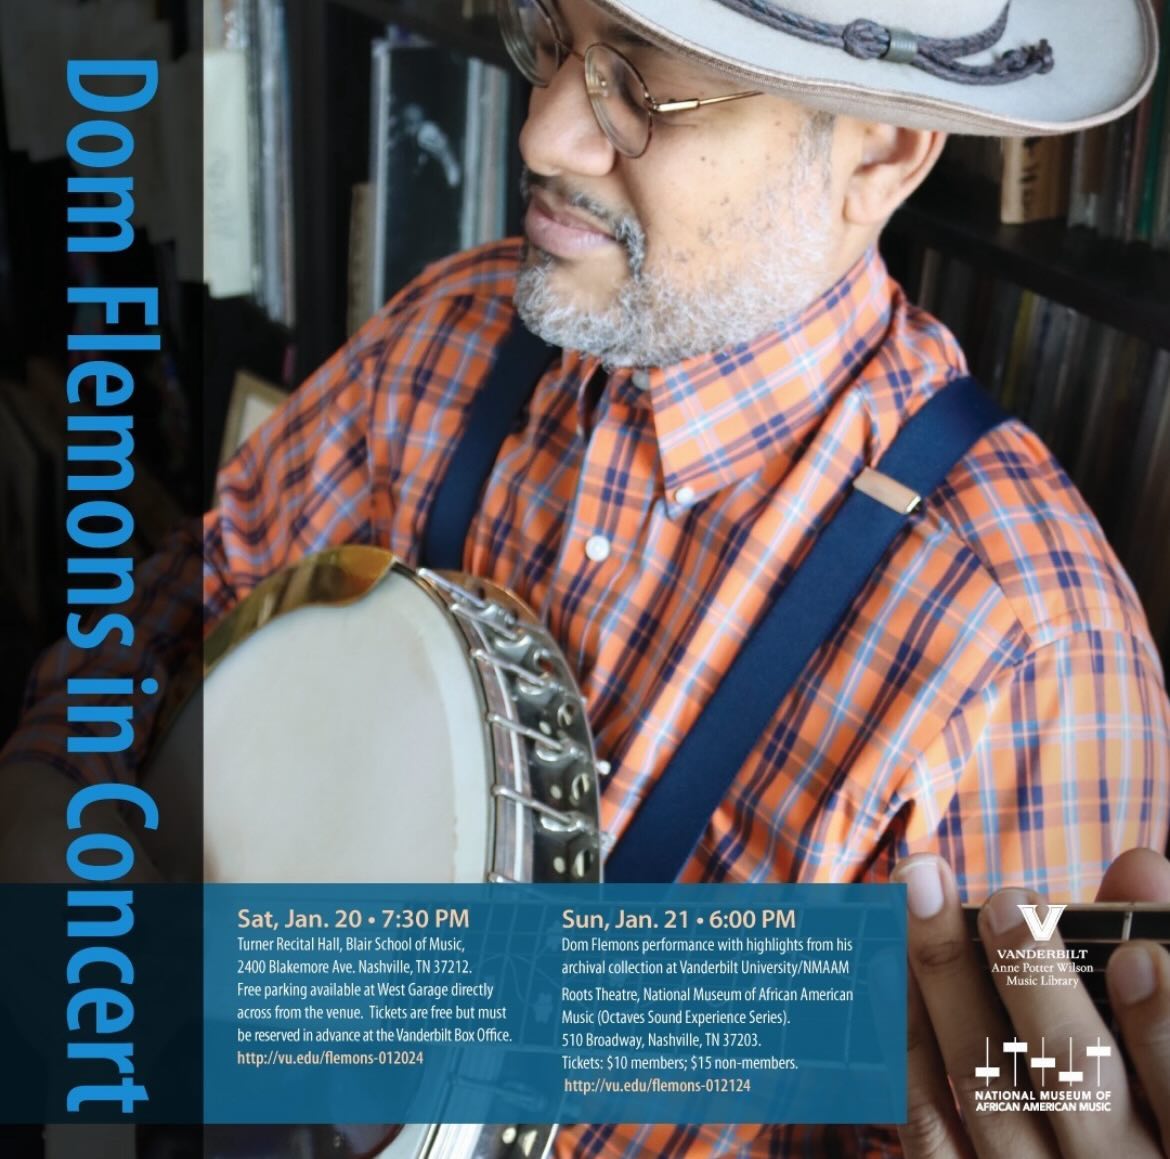 Dom Flemons in Concert
Sat, Jan. 20 • 7:30 PM
Turner Recital Hall, Blair School of Music,
2400 Blakemore Ave. Nashville, TN 37212.
Free parking available at West Garage directly
across from the venue.  Tickets are free but must
be reserved in advance at the Vanderbilt Box Office.
http://vu.edu/flemons-012024
Sun, Jan. 21 • 6:00 PM
Dom Flemons performance with highlights from his
archival collection at Vanderbilt University/NMAAM
Roots Theatre, National Museum of African American
Music (Octaves Sound Experience Series).
510 Broadway, Nashville, TN 37203.
Tickets: $10 members; $15 non-members.
http://vu.edu/flemons-012124
V
VANDERBILT
Anne Potter Wilson
Music Library
NATIONAL MUSEUM OF
AFRICAN AMERICAN MUSIC